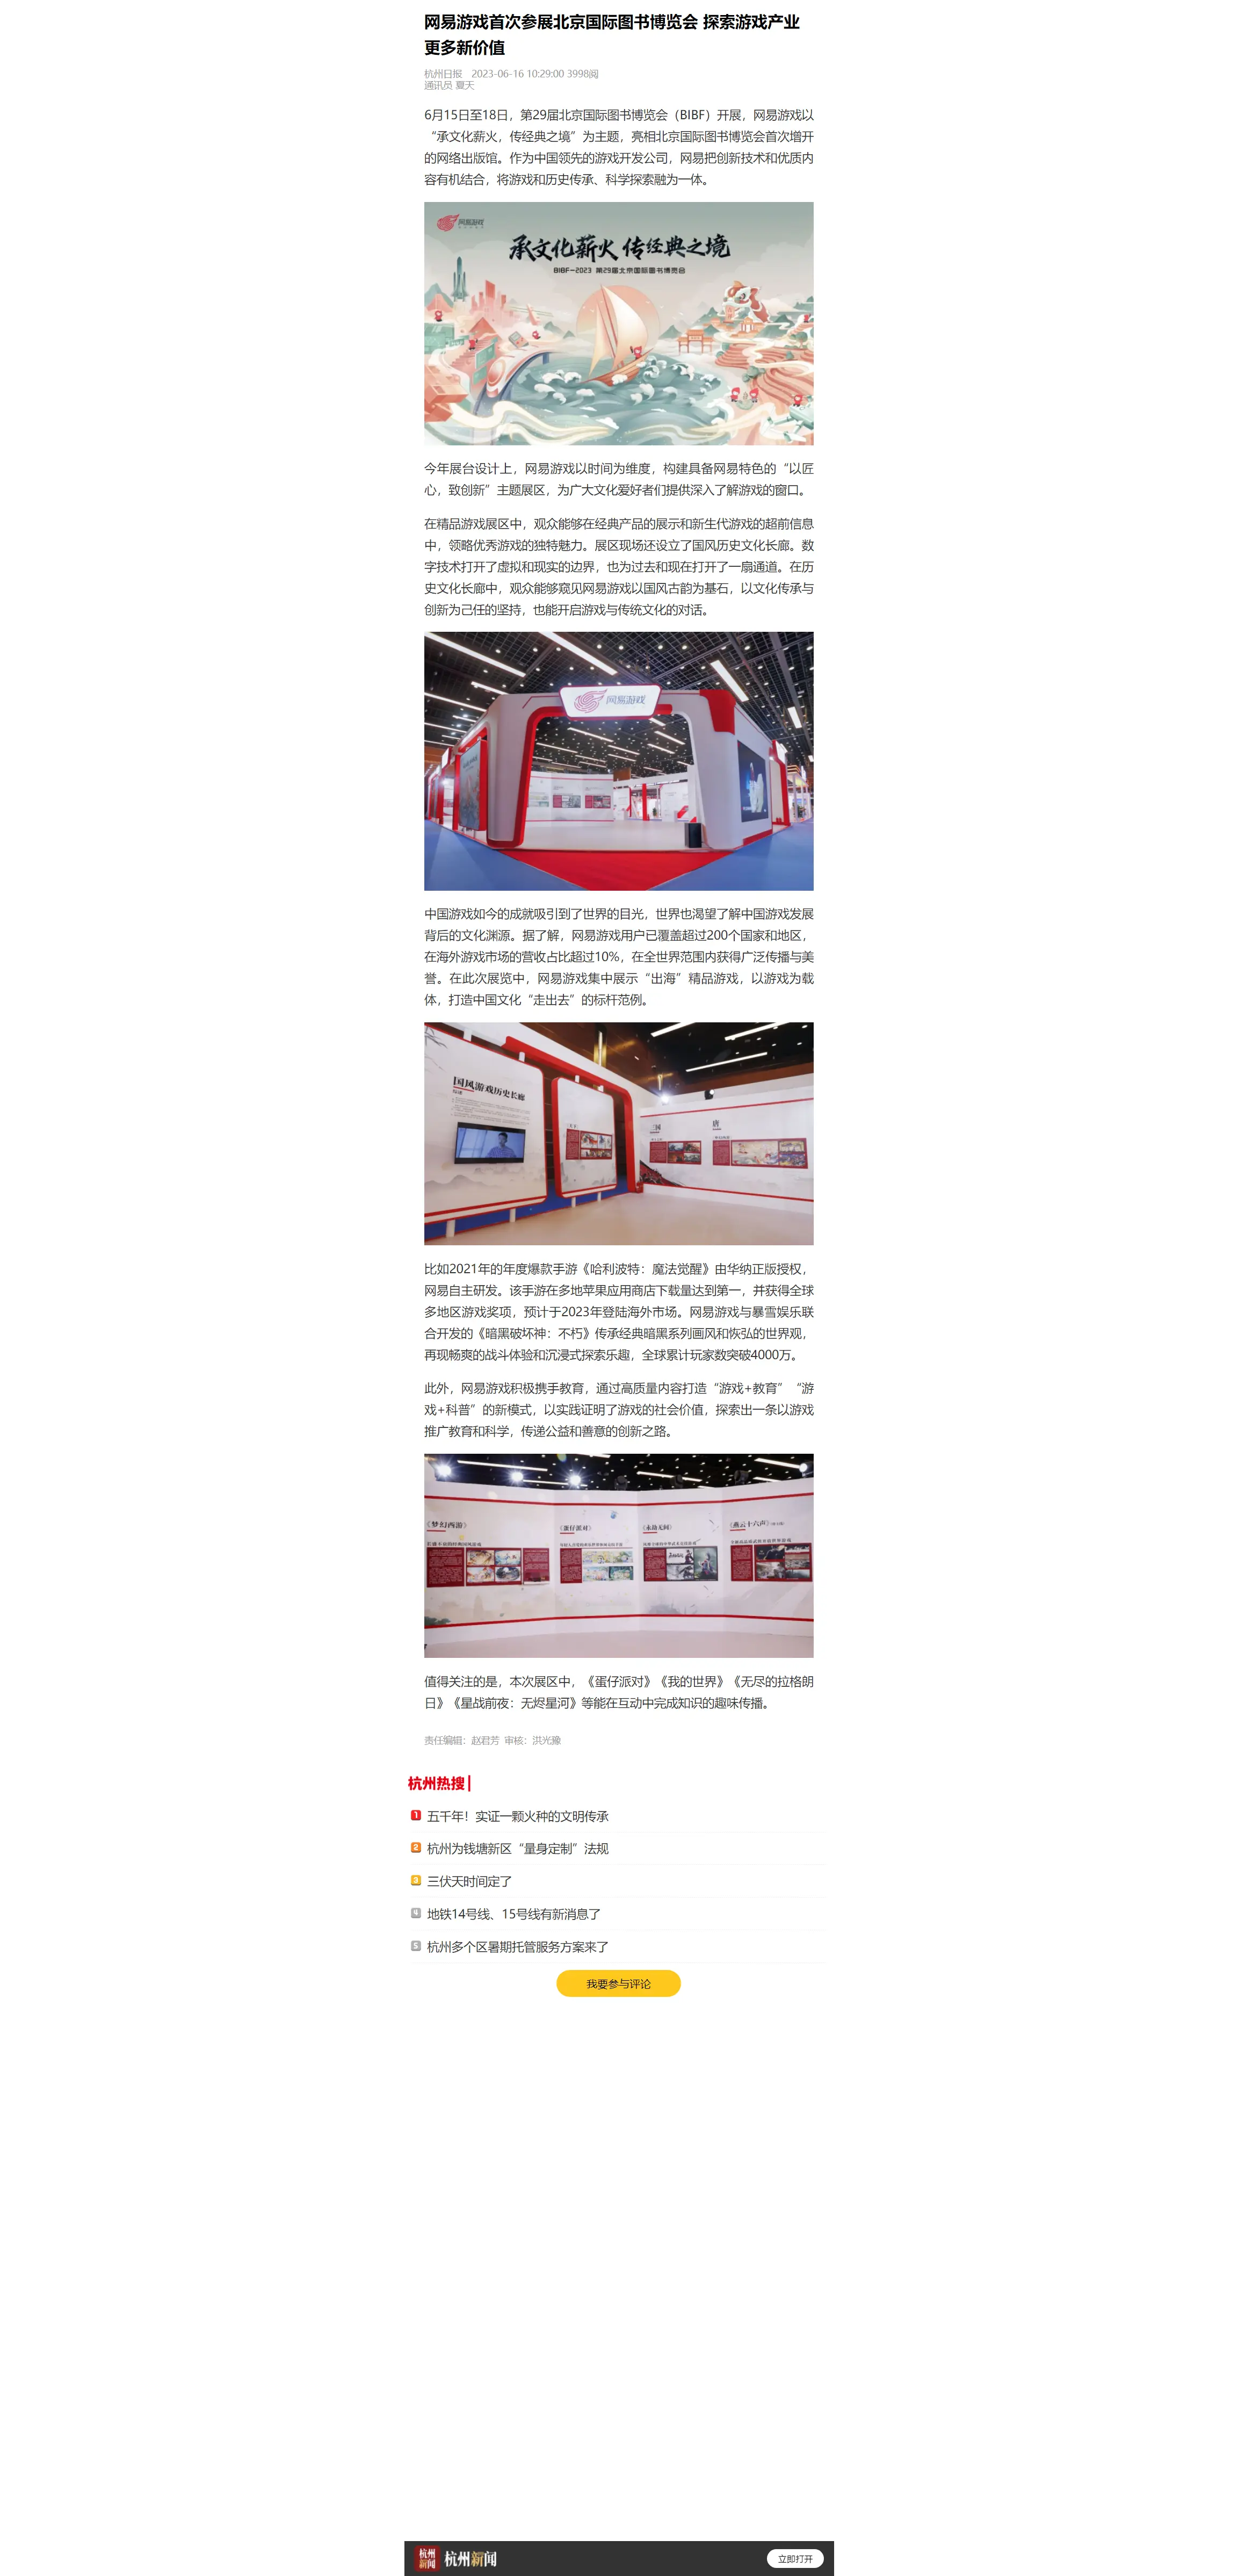 网易游戏首次参展北京国际图书博览会 探索游戏产业
更多新价值
杭州日报 2023-06-16 10:29:00 3998阅
通讯员 夏天
6月15日至18日，第29届北京国际图书博览会（BIBF）开展，网易游戏以
“承文化薪火，传经典之境”为主题，亮相北京国际图书博览会首次增开
的网络出版馆。作为中国领先的游戏开发公司，网易把创新技术和优质内
容有机结合，将游戏和历史传承、科学探索融为一体。
网易游戏
承文化薪火 传经典之境
BIBF-2023 第29届北京国际图书博览会
今年展台设计上，网易游戏以时间为维度，构建具备网易特色的“以匠
心，致创新”主题展区，为广大文化爱好者们提供深入了解游戏的窗口。
在精品游戏展区中，观众能够在经典产品的展示和新生代游戏的超前信息
中，领略优秀游戏的独特魅力。展区现场还设立了国风历史文化长廊。数
字技术打开了虚拟和现实的边界，也为过去和现在打开了一扇通道。在历
史文化长廊中，观众能够窥见网易游戏以国风古韵为基石，以文化传承与
创新为己任的坚持，也能开启游戏与传统文化的对话。
网易游戏
中国游戏如今的成就吸引到了世界的目光，世界也渴望了解中国游戏发展
背后的文化渊源。据了解，网易游戏用户已覆盖超过200个国家和地区，
在海外游戏市场的营收占比超过10%，在全世界范围内获得广泛传播与美
誉。在此次展览中，网易游戏集中展示“出海”精品游戏，以游戏为载
体，打造中国文化“走出去”的标杆范例。
国风游戏历史长廊
三国
唐
比如2021年的年度爆款手游《哈利波特：魔法觉醒》由华纳正版授权，
网易自主研发。该手游在多地苹果应用商店下载量达到第一，并获得全球
多地区游戏奖项，预计于2023年登陆海外市场。网易游戏与暴雪娱乐联
合开发的《暗黑破坏神：不朽》传承经典暗黑系列画风和恢弘的世界观，
再现畅爽的战斗体验和沉浸式探索乐趣，全球累计玩家数突破4000万。
此外，网易游戏积极携手教育，通过高质量内容打造“游戏+教育”“游
戏+科普”的新模式，以实践证明了游戏的社会价值，探索出一条以游戏
推广教育和科学，传递公益和善意的创新之路。
《梦幻西游》
《蛋仔派对》
《永劫无间》
《燕云十六声》
值得关注的是，本次展区中，《蛋仔派对》《我的世界》《无尽的拉格朗
日》《星战前夜：无烬星河》等能在互动中完成知识的趣味传播。
责任编辑：赵君芳 审核：洪光豫
杭州热搜
1 五千年！实证一颗火种的文明传承
2 杭州为钱塘新区“量身定制”法规
3 三伏天时间定了
4 地铁14号线、15号线有新消息了
5 杭州多个区暑期托管服务方案来了
我要参与评论
杭州新闻 杭州新闻 立即打开